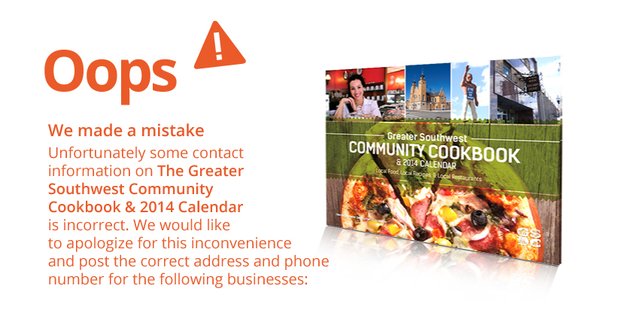 Oops
We made a mistake
Unfortunately some contact
information on The Greater
Southwest Community
Cookbook & 2014 Calendar
is incorrect. We would like
to apologize for this inconvenience
and post the correct address and phone
number for the following businesses:
Greater Southwest
COMMUNITY COOKBOOK
& 2014 CALENDAR
Local Food, Local Recipes, & Local Restaurants